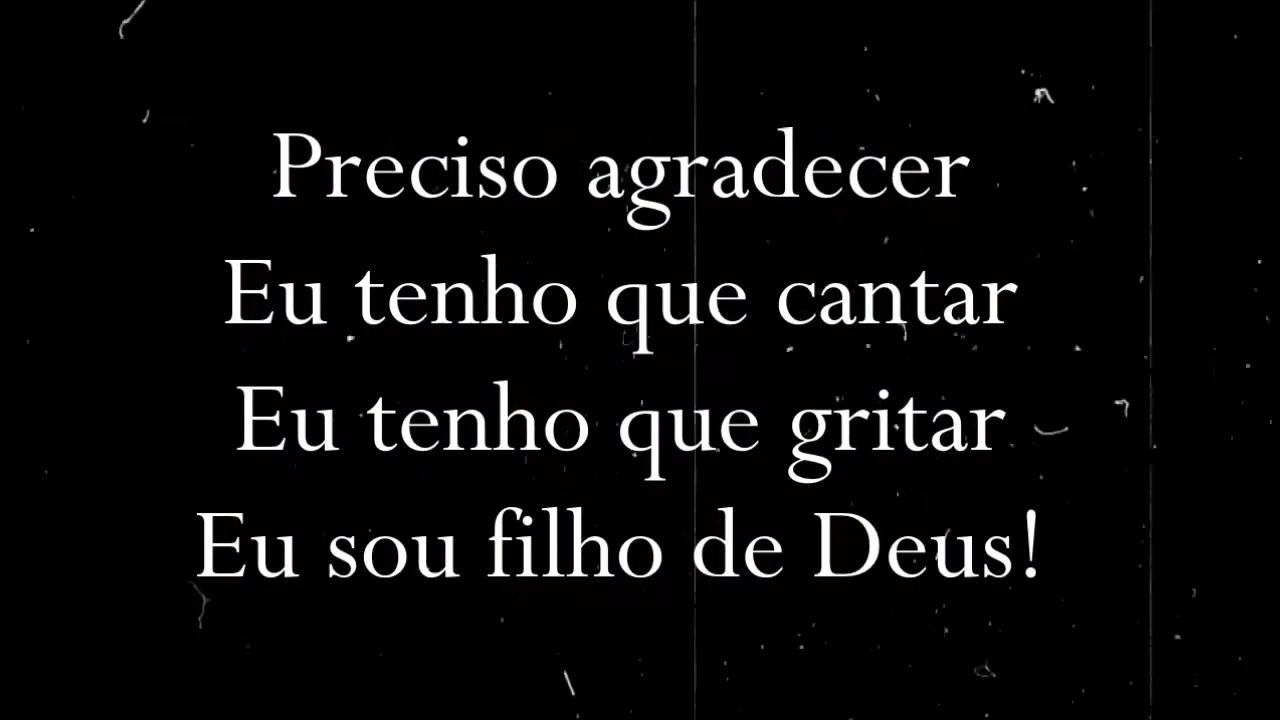 Preciso agradecer
Eu tenho que cantar
Eu tenho que gritar
Eu sou filho de Deus!